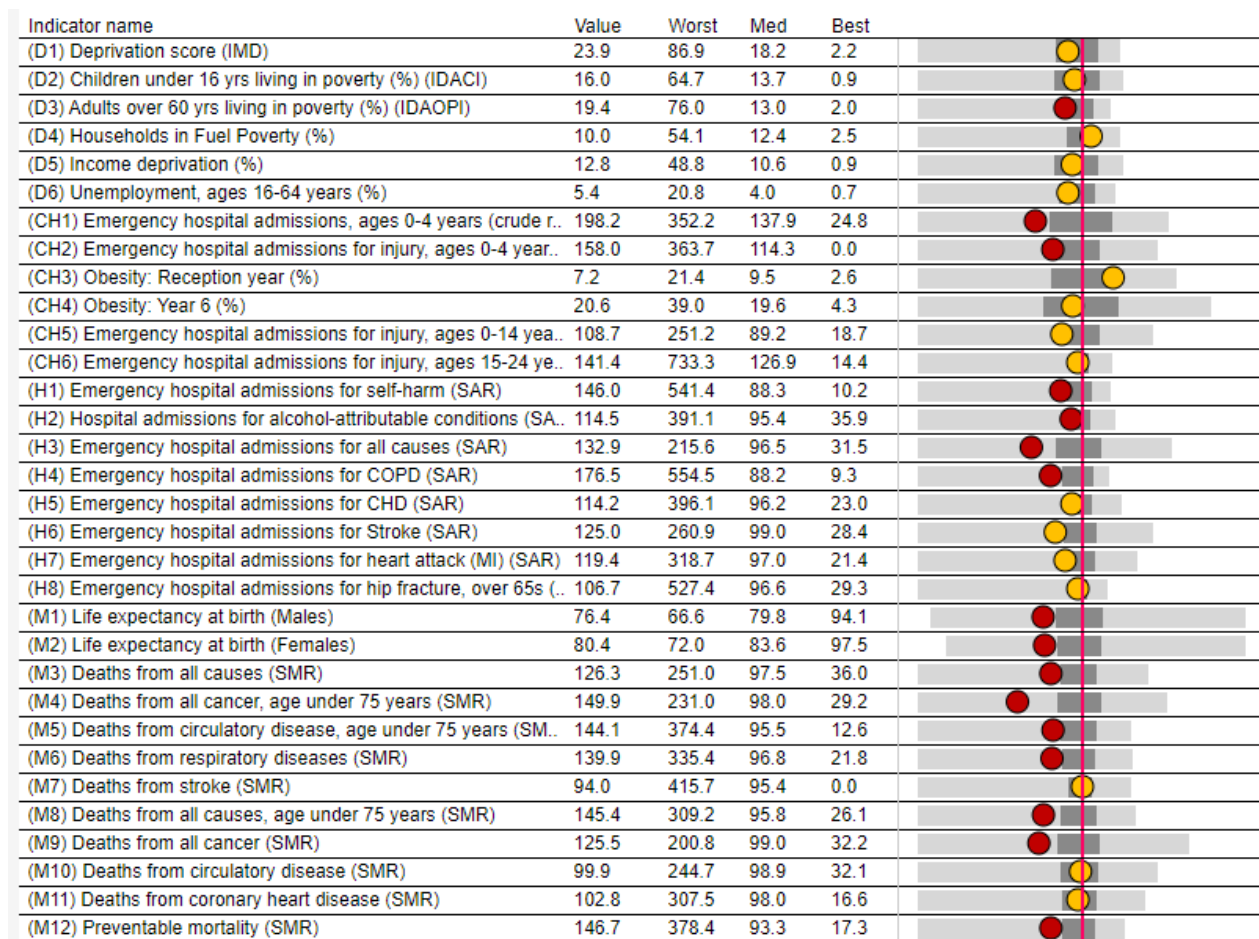 Indicator name Value Worst Med Best
(D1) Deprivation score (IMD) 23.9 86.9 18.2 2.2
(D2) Children under 16 yrs living in poverty (%) (IDACI) 16.0 64.7 13.7 0.9
(D3) Adults over 60 yrs living in poverty (%) (IDAOPI) 19.4 76.0 13.0 2.0
(D4) Households in Fuel Poverty (%) 10.0 54.1 12.4 2.5
(D5) Income deprivation (%) 12.8 48.8 10.6 0.9
(D6) Unemployment, ages 16-64 years (%) 5.4 20.8 4.0 0.7
(CH1) Emergency hospital admissions, ages 0-4 years (crude r.. 198.2 352.2 137.9 24.8
(CH2) Emergency hospital admissions for injury, ages 0-4 year.. 158.0 363.7 114.3 0.0
(CH3) Obesity: Reception year (%) 7.2 21.4 9.5 2.6
(CH4) Obesity: Year 6 (%) 20.6 39.0 19.6 4.3
(CH5) Emergency hospital admissions for injury, ages 0-14 yea.. 108.7 251.2 89.2 18.7
(CH6) Emergency hospital admissions for injury, ages 15-24 ye.. 141.4 733.3 126.9 14.4
(H1) Emergency hospital admissions for self-harm (SAR) 146.0 541.4 88.3 10.2
(H2) Hospital admissions for alcohol-attributable conditions (SA.. 114.5 391.1 95.4 35.9
(H3) Emergency hospital admissions for all causes (SAR) 132.9 215.6 96.5 31.5
(H4) Emergency hospital admissions for COPD (SAR) 176.5 554.5 88.2 9.3
(H5) Emergency hospital admissions for CHD (SAR) 114.2 396.1 96.2 23.0
(H6) Emergency hospital admissions for Stroke (SAR) 125.0 260.9 99.0 28.4
(H7) Emergency hospital admissions for heart attack (MI) (SAR) 119.4 318.7 97.0 21.4
(H8) Emergency hospital admissions for hip fracture, over 65s (.. 106.7 527.4 96.6 29.3
(M1) Life expectancy at birth (Males) 76.4 66.6 79.8 94.1
(M2) Life expectancy at birth (Females) 80.4 72.0 83.6 97.5
(M3) Deaths from all causes (SMR) 126.3 251.0 97.5 36.0
(M4) Deaths from all cancer, age under 75 years (SMR) 149.9 231.0 98.0 29.2
(M5) Deaths from circulatory disease, age under 75 years (SM.. 144.1 374.4 95.5 12.6
(M6) Deaths from respiratory diseases (SMR) 139.9 335.4 96.8 21.8
(M7) Deaths from stroke (SMR) 94.0 415.7 95.4 0.0
(M8) Deaths from all causes, age under 75 years (SMR) 145.4 309.2 95.8 26.1
(M9) Deaths from all cancer (SMR) 125.5 200.8 99.0 32.2
(M10) Deaths from circulatory disease (SMR) 99.9 244.7 98.9 32.1
(M11) Deaths from coronary heart disease (SMR) 102.8 307.5 98.0 16.6
(M12) Preventable mortality (SMR) 146.7 378.4 93.3 17.3